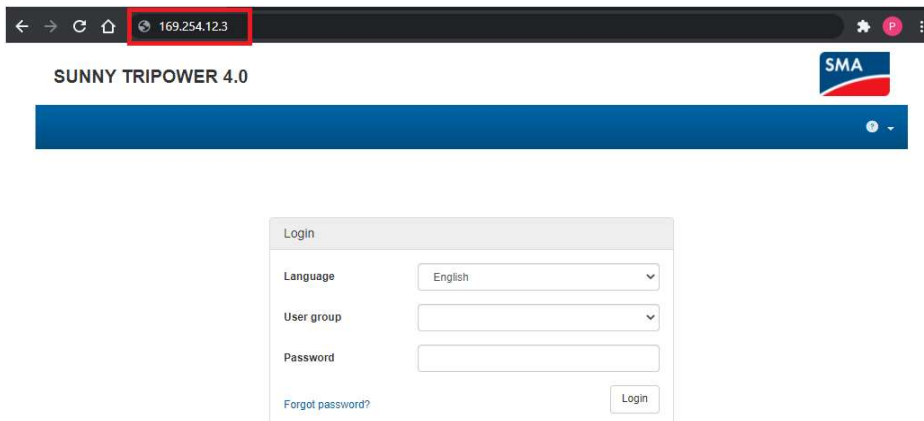 169.254.12.3
P
SUNNY TRIPOWER 4.0
SMA
?
Login
Language English
User group
Password
Forgot password? Login